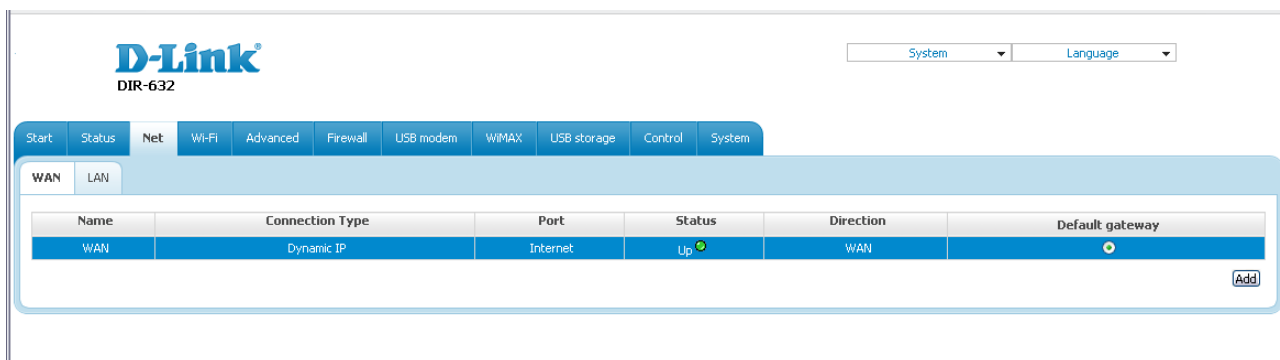 D-Link®
DIR-632
System Language
Start Status Net Wi-Fi Advanced Firewall USB modem WiMAX USB storage Control System
WAN LAN
Name Connection Type Port Status Direction Default gateway
WAN Dynamic IP Internet Up WAN
Add